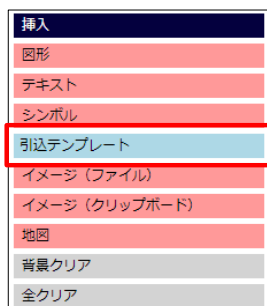 挿入
図形
テキスト
シンボル
引込テンプレート
イメージ（ファイル）
イメージ（クリップボード）
地図
背景クリア
全クリア